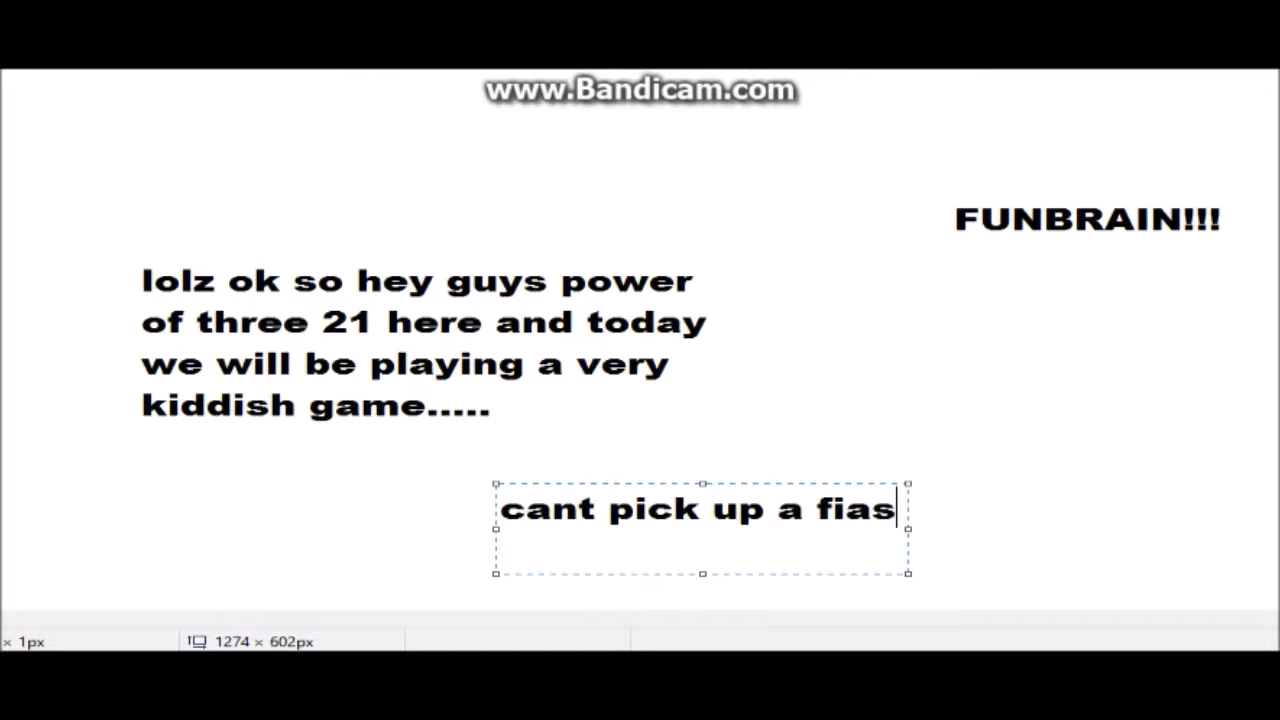 www.Bandicam.com
FUNBRAIN!!!
lolz ok so hey guys power
of three 21 here and today
we will be playing a very
kiddish game.....
cant pick up a fias
× 1px
1274 × 602px